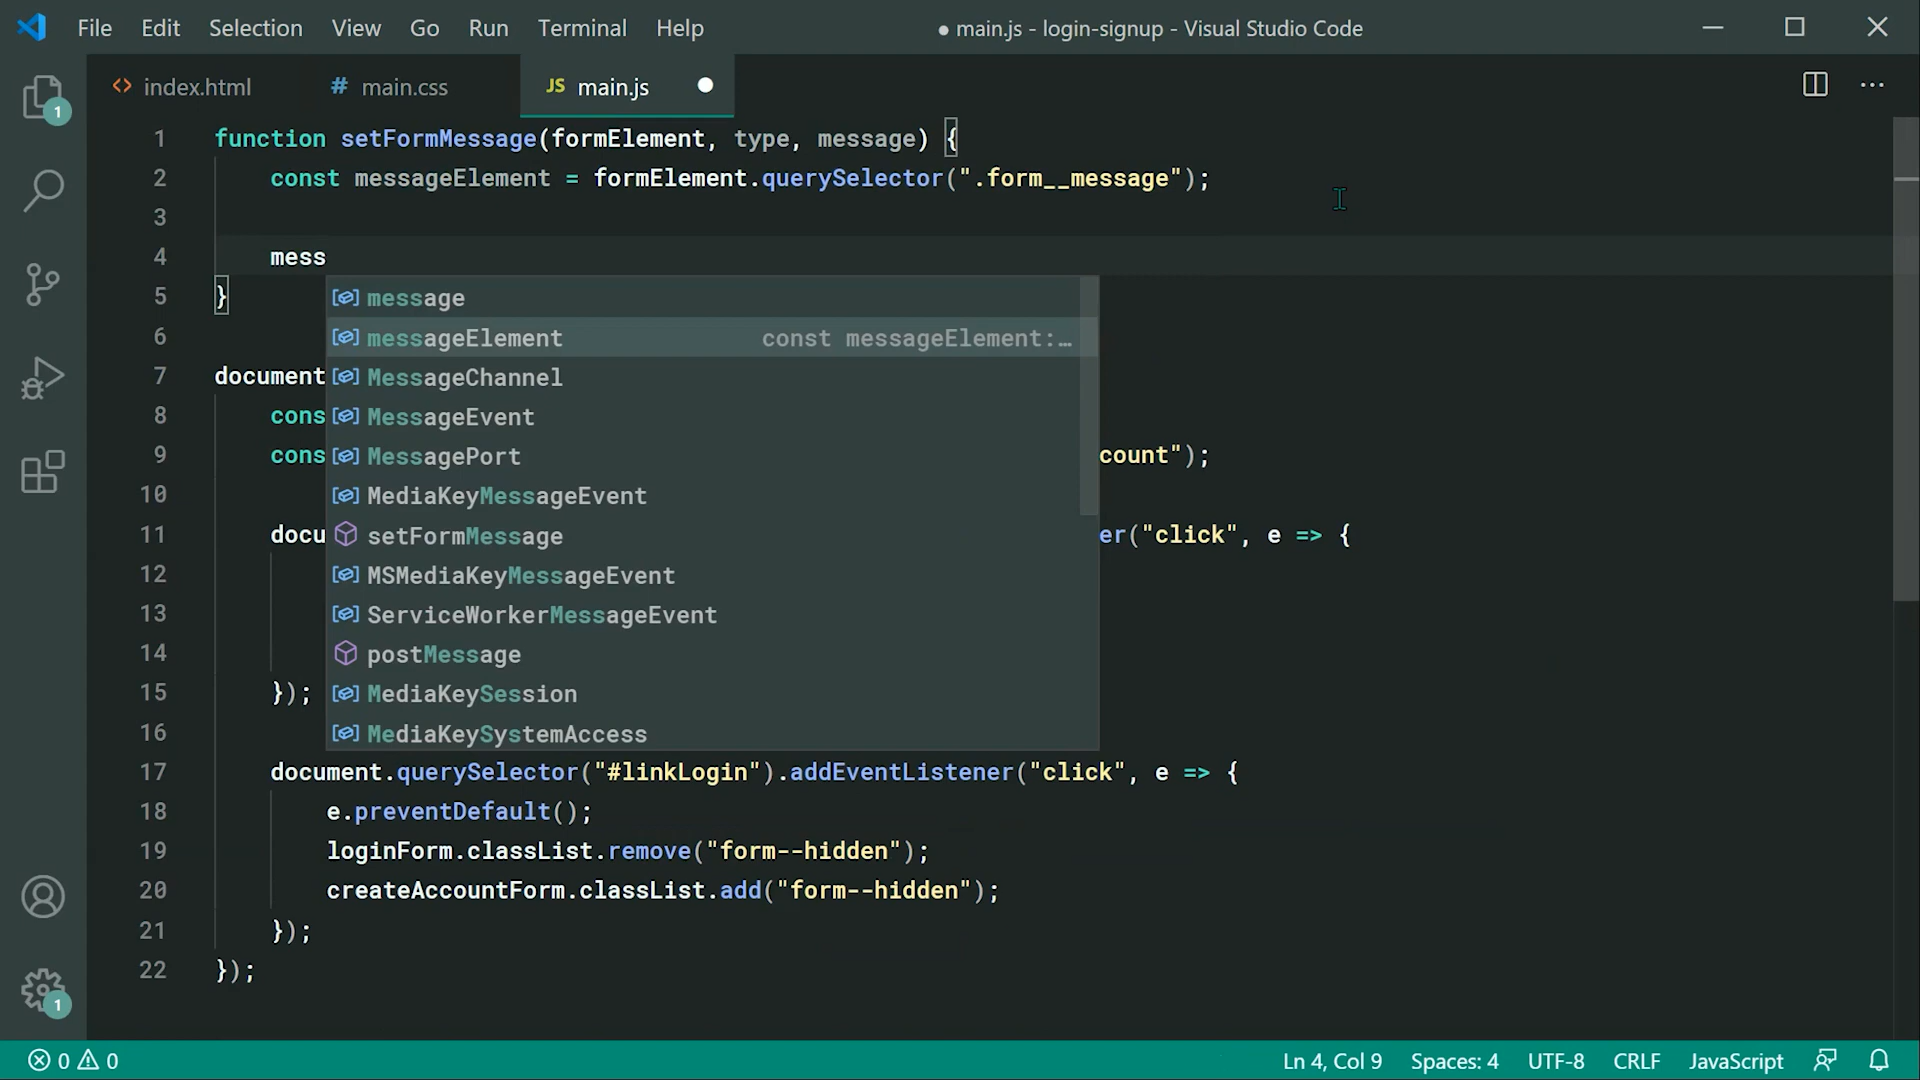 File Edit Selection View Go Run Terminal Help ● main.js - login-signup - Visual Studio Code
<> index.html # main.css JS main.js ●
1 function setFormMessage(formElement, type, message) {
2 const messageElement = formElement.querySelector(".form__message");
3
4 mess
5 }
message
6
messageElement const messageElement:…
7 document
MessageChannel
8 cons
MessageEvent
9 cons count");
MessagePort
10
MediaKeyMessageEvent
11 docu er("click", e => {
setFormMessage
12
MSMediaKeyMessageEvent
13
ServiceWorkerMessageEvent
14
postMessage
15 });
MediaKeySession
16
MediaKeySystemAccess
17 document.querySelector("#linkLogin").addEventListener("click", e => {
18 e.preventDefault();
19 loginForm.classList.remove("form--hidden");
20 createAccountForm.classList.add("form--hidden");
21 });
22 });
1
1
0 0 Ln 4, Col 9 Spaces: 4 UTF-8 CRLF JavaScript